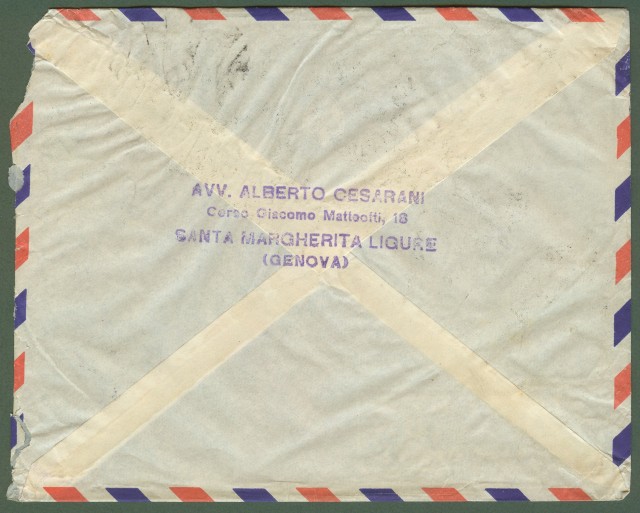 AVV. ALBERTO CESARANI
Corso Giacomo Matteotti, 18
SANTA MARGHERITA LIGURE
(GENOVA)